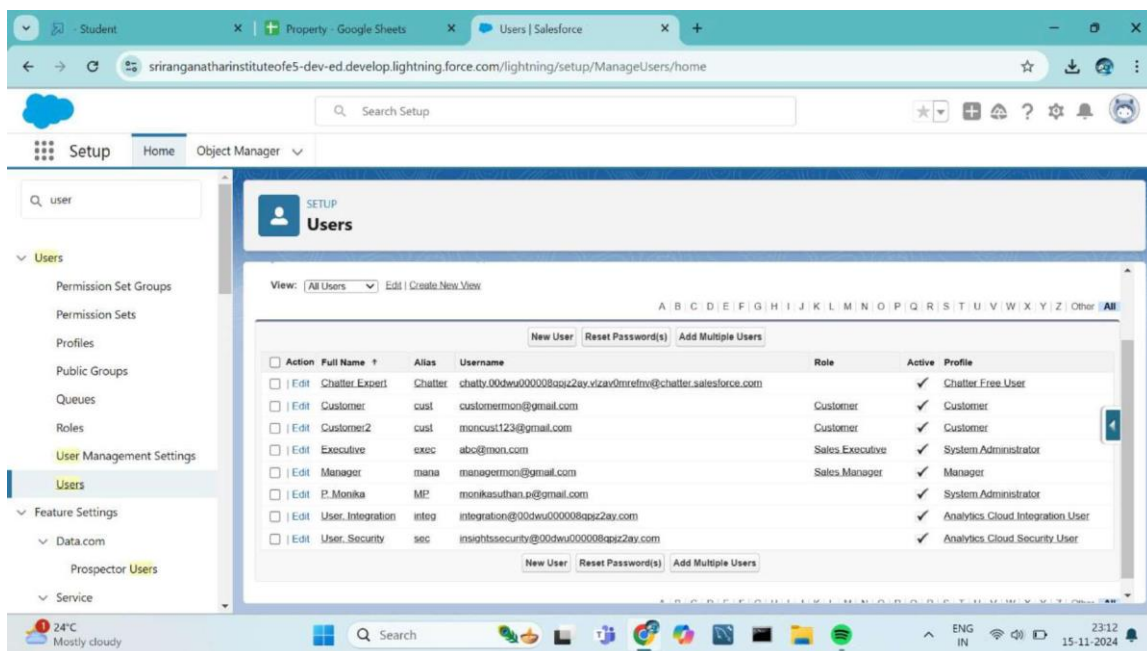 - Student
Property - Google Sheets
Users | Salesforce
sriranganatharinstituteofe5-dev-ed.develop.lightning.force.com/lightning/setup/ManageUsers/home
Search Setup
Setup Home Object Manager
user
SETUP
Users
Users
Permission Set Groups
Permission Sets
Profiles
Public Groups
Queues
Roles
User Management Settings
Users
Feature Settings
Data.com
Prospector Users
Service
View: All Users Edit | Create New View
A B C D E F G H I J K L M N O P Q R S T U V W X Y Z Other All
New User Reset Password(s) Add Multiple Users
Action Full Name ↑ Alias Username Role Active Profile
| Edit Chatter Expert Chatter chatty.00dwu000008qpjz2ay.vlzav0mrefnv@chatter.salesforce.com Chatter Free User
| Edit Customer cust customermon@gmail.com Customer Customer
| Edit Customer2 cust moncust123@gmail.com Customer Customer
| Edit Executive exec abc@mon.com Sales Executive System Administrator
| Edit Manager mana managermon@gmail.com Sales Manager Manager
| Edit P. Monika MP monikasuthan.p@gmail.com System Administrator
| Edit User, Integration integ integration@00dwu000008qpjz2ay.com Analytics Cloud Integration User
| Edit User, Security sec insightssecurity@00dwu000008qpjz2ay.com Analytics Cloud Security User
New User Reset Password(s) Add Multiple Users
24°C
Mostly cloudy
Search
ENG
IN
23:12
15-11-2024